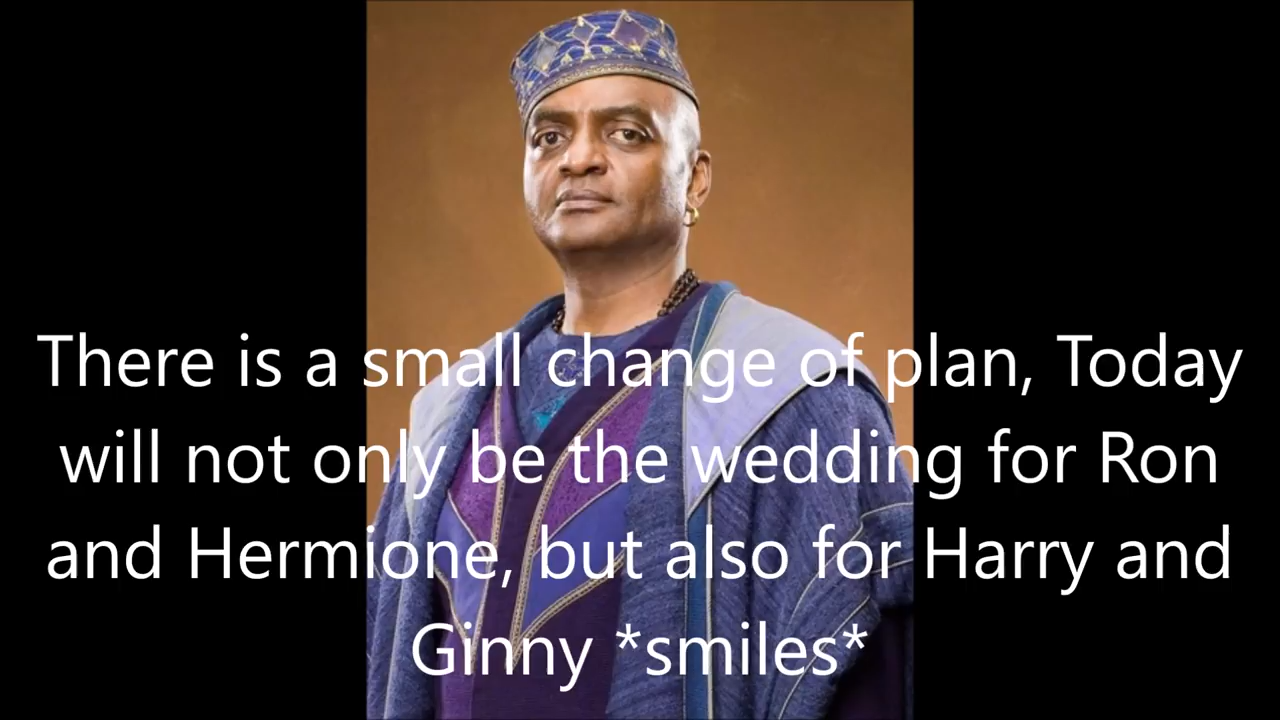 There is a small change of plan, Today
will not only be the wedding for Ron
and Hermione, but also for Harry and
Ginny *smiles*